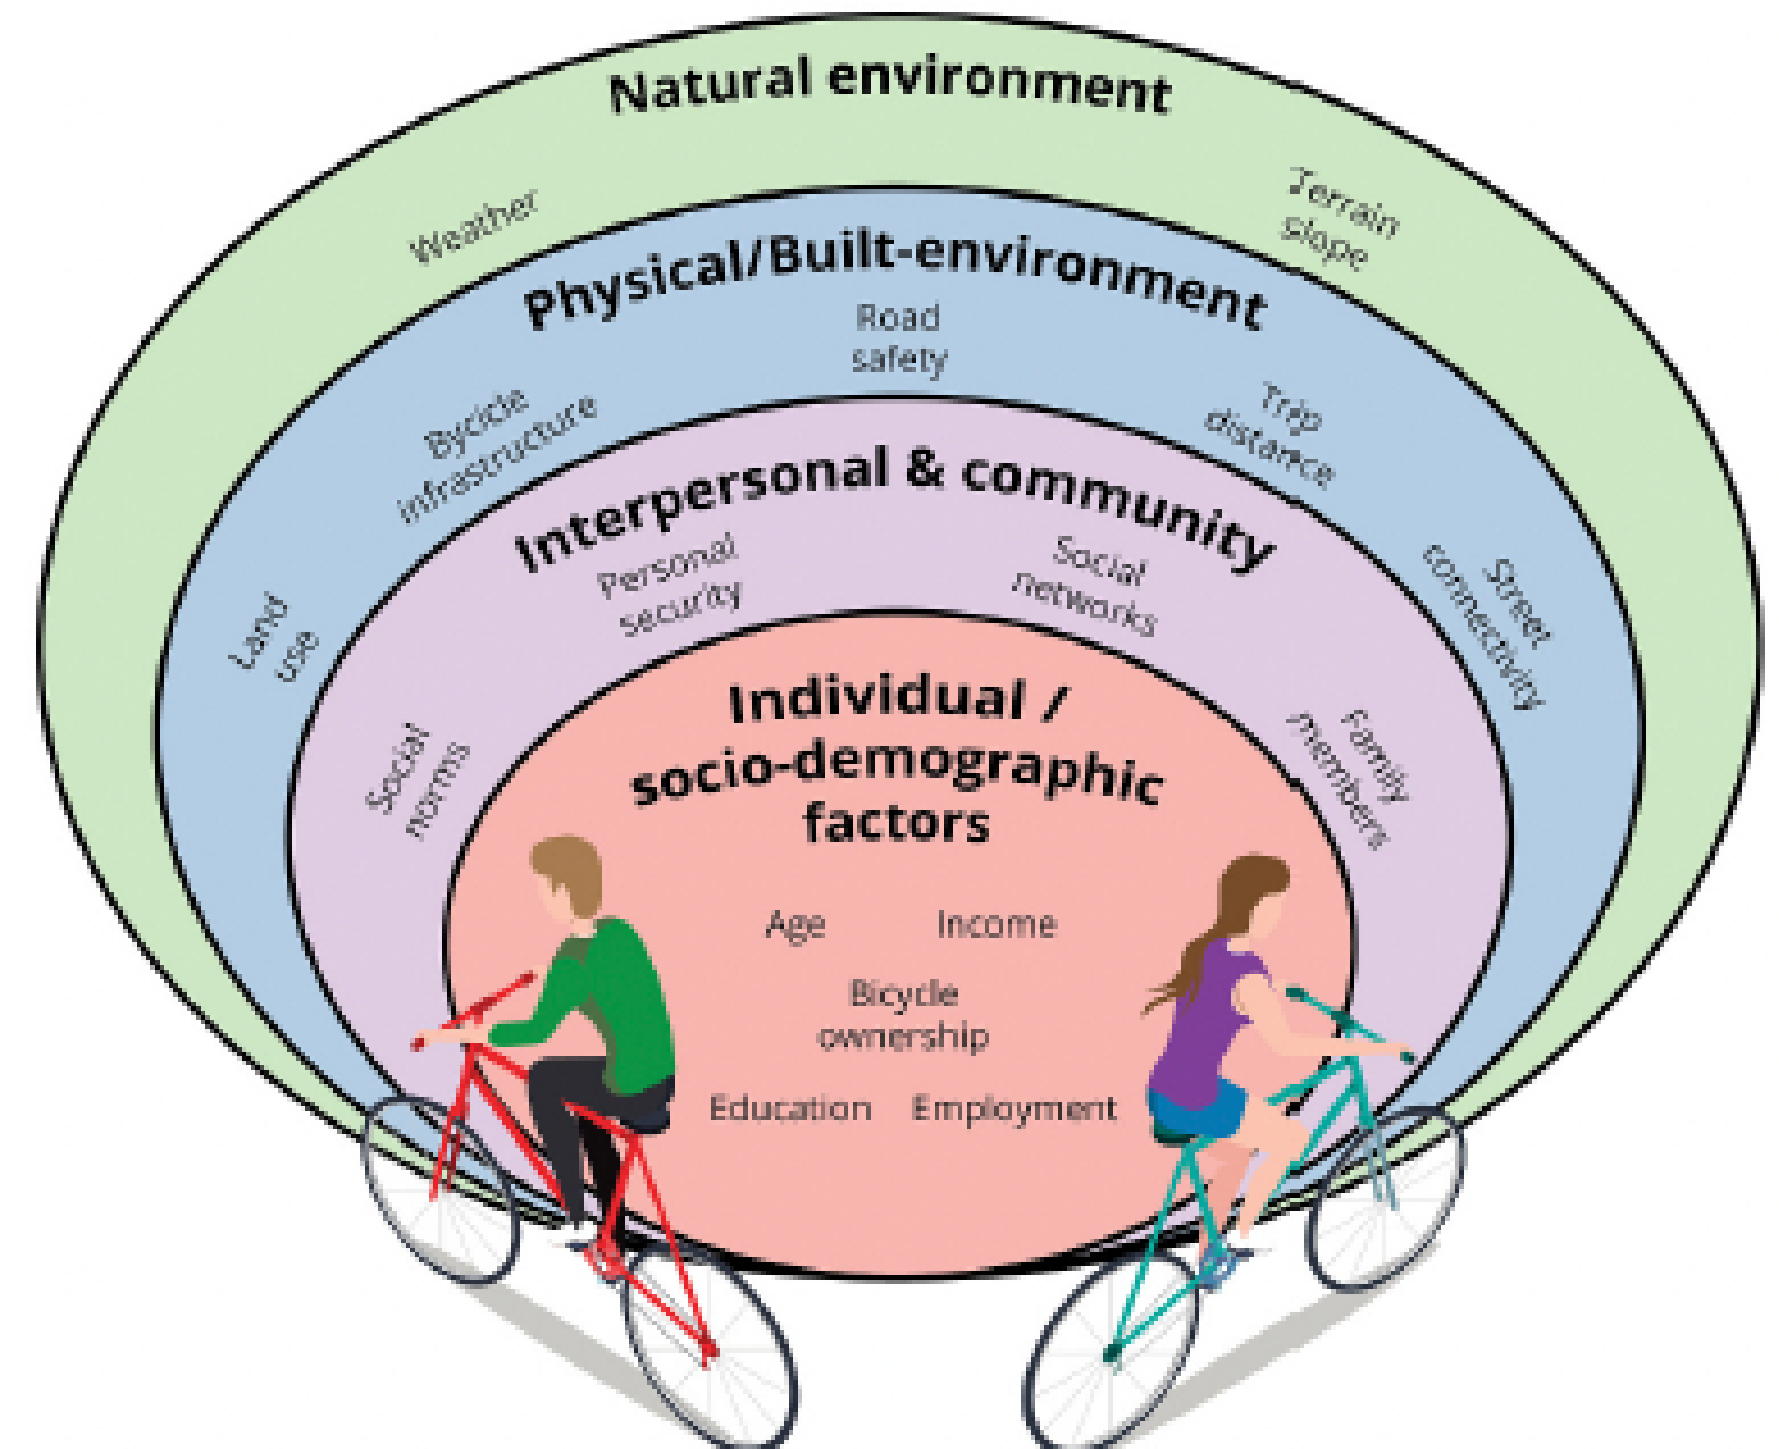 Natural environment
Weather
Terrain
slope
Physical/Built-environment
Road
safety
Bycicle
infrastructure
Trip
distance
Land
use
Street
connectivity
Interpersonal & community
Personal
security
Social
networks
Social
norms
Family
members
Individual /
socio-demographic
factors
Age Income
Bicycle
ownership
Education Employment